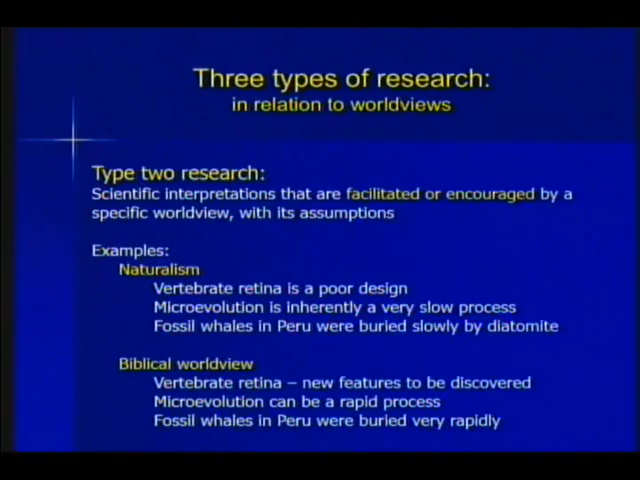 Three types of research:
in relation to worldviews
Type two research:
Scientific interpretations that are facilitated or encouraged by a
specific worldview, with its assumptions
Examples:
Naturalism
Vertebrate retina is a poor design
Microevolution is inherently a very slow process
Fossil whales in Peru were buried slowly by diatomite
Biblical worldview
Vertebrate retina – new features to be discovered
Microevolution can be a rapid process
Fossil whales in Peru were buried very rapidly